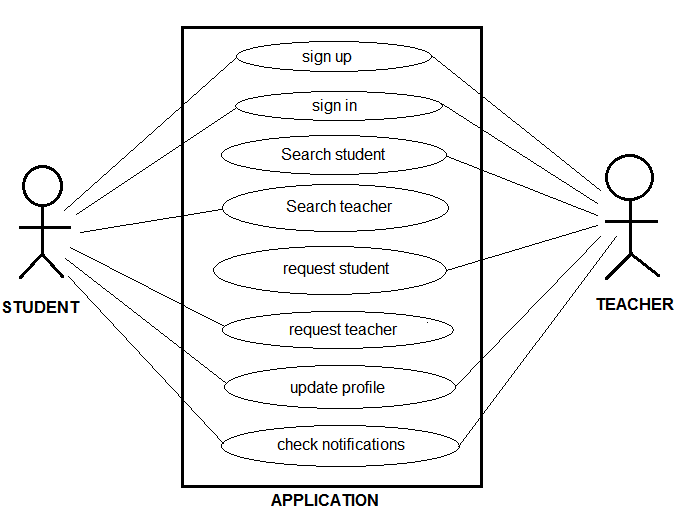 sign up
sign in
Search student
Search teacher
request student
request teacher
update profile
check notifications
STUDENT
TEACHER
APPLICATION